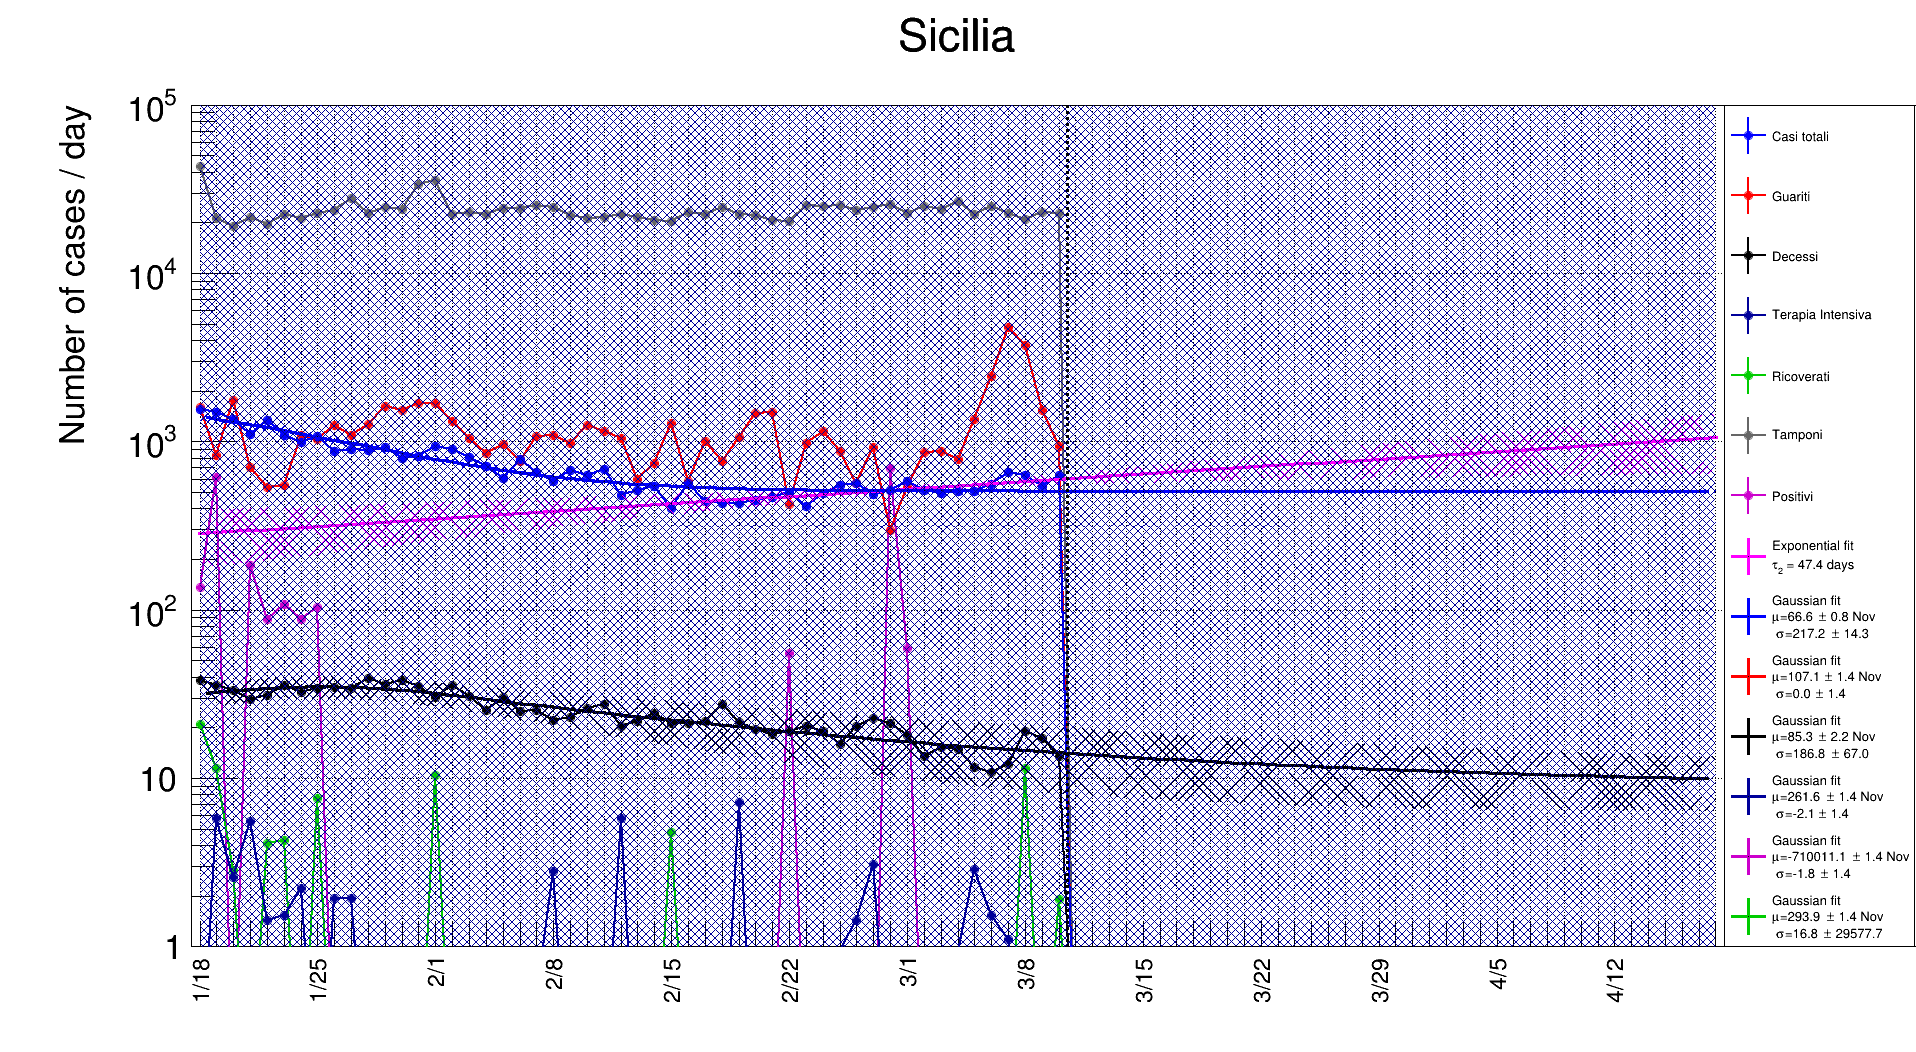 Sicilia
Number of cases / day
10^5
10^4
10^3
10^2
10
1
1/18
1/25
2/1
2/8
2/15
2/22
3/1
3/8
3/15
3/22
3/29
4/5
4/12
Casi totali
Guariti
Decessi
Terapia Intensiva
Ricoverati
Tamponi
Positivi
Exponential fit
τ₂ = 47.4 days
Gaussian fit
μ=66.6 ± 0.8 Nov
σ=217.2 ± 14.3
Gaussian fit
μ=107.1 ± 1.4 Nov
σ=0.0 ± 1.4
Gaussian fit
μ=85.3 ± 2.2 Nov
σ=186.8 ± 67.0
Gaussian fit
μ=261.6 ± 1.4 Nov
σ=-2.1 ± 1.4
Gaussian fit
μ=-710011.1 ± 1.4 Nov
σ=-1.8 ± 1.4
Gaussian fit
μ=293.9 ± 1.4 Nov
σ=16.8 ± 29577.7